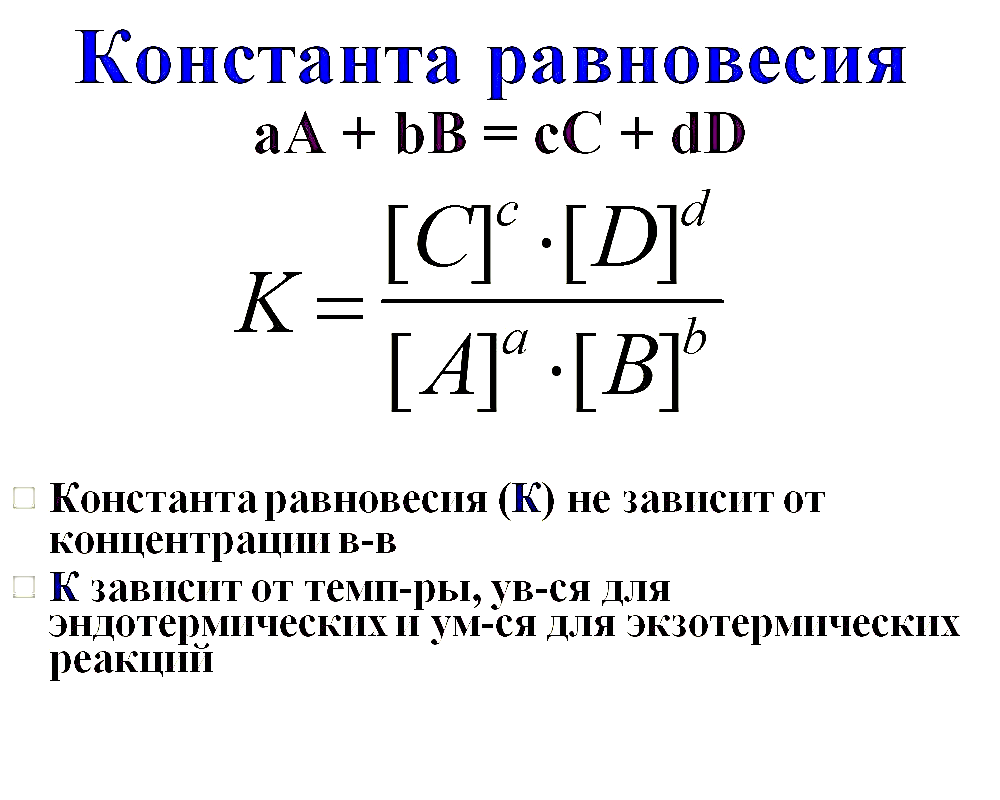 Константа равновесия
aA + bB = cC + dD
K = [C]^c · [D]^d / [A]^a · [B]^b
Константа равновесия (К) не зависит от
концентрации в-в
К зависит от темп-ры, ув-ся для
эндотермических и ум-ся для экзотермических
реакций